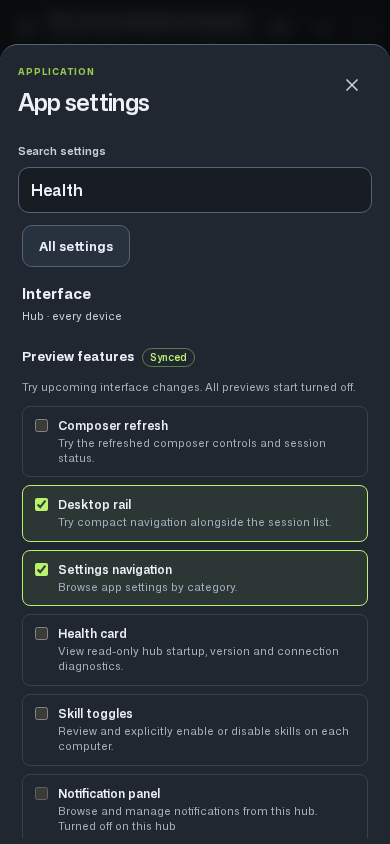 APPLICATION
App settings
Search settings
Health
All settings
Interface
Hub · every device
Preview features Synced
Try upcoming interface changes. All previews start turned off.
Composer refresh
Try the refreshed composer controls and session
status.
Desktop rail
Try compact navigation alongside the session list.
Settings navigation
Browse app settings by category.
Health card
View read-only hub startup, version and connection
diagnostics.
Skill toggles
Review and explicitly enable or disable skills on each
computer.
Notification panel
Browse and manage notifications from this hub.
Turned off on this hub